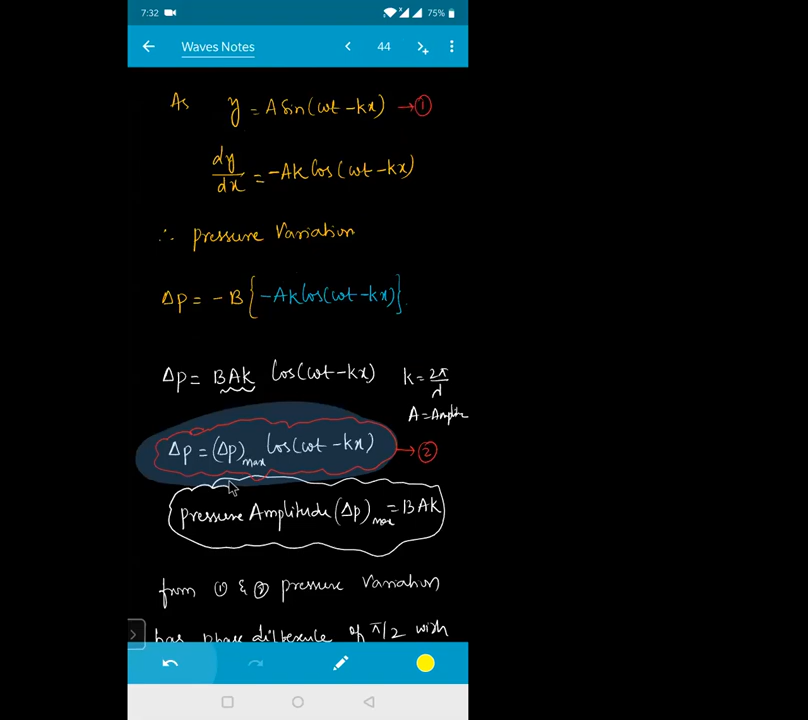 7:32 75%
Waves Notes 44
As y = A Sin(ωt - kx) → ①
dy/dx = -Ak Cos(ωt - kx)
∴ Pressure Variation
Δp = - B { -Ak Cos(ωt - kx) }
Δp = BAk Cos(ωt - kx) k = 2π/λ
A = Amplitu
Δp = (Δp)max Cos(ωt - kx) → ②
pressure Amplitude (Δp)max = BAk
from ① & ② pressure Variation
has phase difference of π/2 with